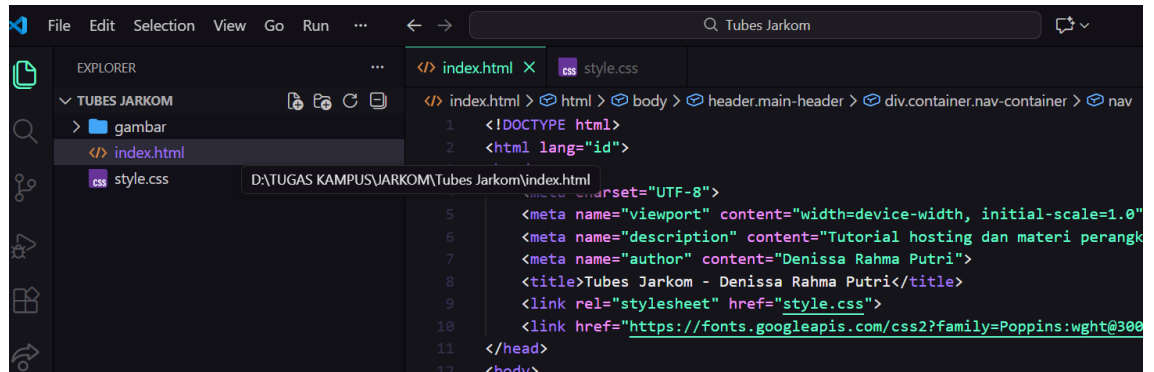 File Edit Selection View Go Run ··· ← → Tubes Jarkom
EXPLORER ···
TUBES JARKOM
gambar
</> index.html
css style.css
D:\TUGAS KAMPUS\JARKOM\Tubes Jarkom\index.html
</> index.html × css style.css
</> index.html > html > body > header.main-header > div.container.nav-container > nav
1 <!DOCTYPE html>
2 <html lang="id">
charset="UTF-8">
5 <meta name="viewport" content="width=device-width, initial-scale=1.0"
6 <meta name="description" content="Tutorial hosting dan materi perangk
7 <meta name="author" content="Denissa Rahma Putri">
8 <title>Tubes Jarkom - Denissa Rahma Putri</title>
9 <link rel="stylesheet" href="style.css">
10 <link href="https://fonts.googleapis.com/css2?family=Poppins:wght@300
11 </head>
12 <body>